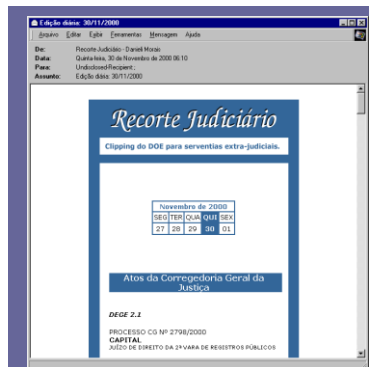 Edição diária: 30/11/2000
Arquivo Editar Exibir Ferramentas Mensagem Ajuda
De: Recorte Judiciário - Danieli Morais
Data: Quinta-feira, 30 de Novembro de 2000 06:10
Para: Undisclosed-Recipient:;
Assunto: Edição diária: 30/11/2000
Recorte Judiciário
Clipping do DOE para serventias extra-judiciais.
Novembro de 2000
SEG TER QUA QUI SEX
27 28 29 30 01
Atos da Corregedoria Geral da
Justiça
DEGE 2.1
PROCESSO CG Nº 2798/2000
CAPITAL
JUÍZO DE DIREITO DA 2ª VARA DE REGISTROS PÚBLICOS